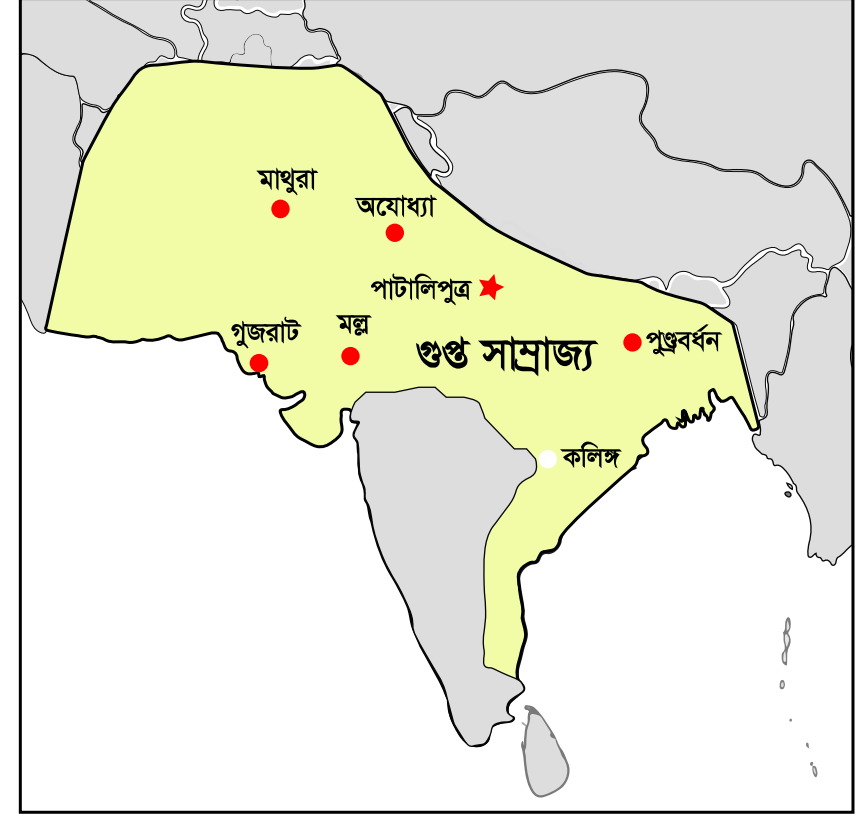 মাথুরা
অযোধ্যা
পাটালিপুত্র
গুজরাট
মল্ল
গুপ্ত সাম্রাজ্য
পুণ্ড্রবর্ধন
কলিঙ্গ